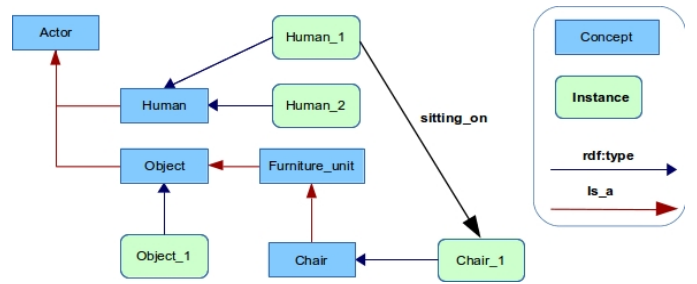 Actor
Human_1
Concept
Human
Human_2
Instance
sitting_on
Object
Furniture_unit
rdf:type
Is_a
Object_1
Chair
Chair_1